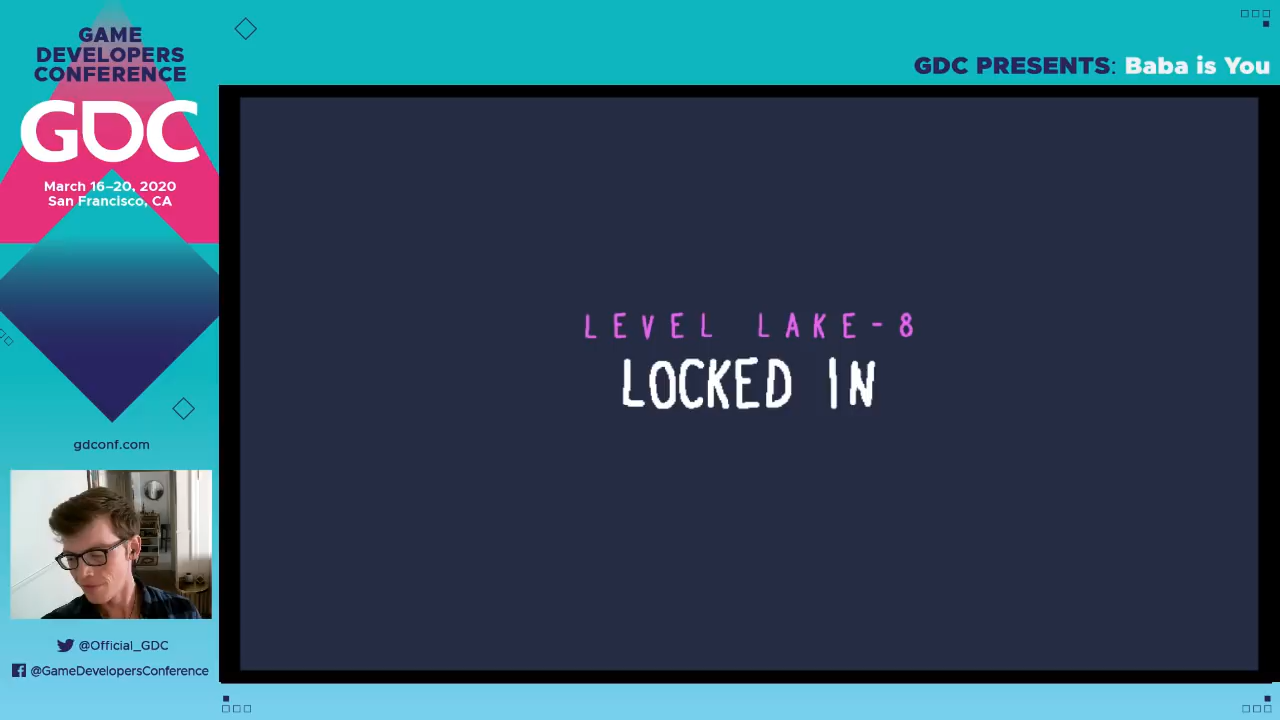 GAME
DEVELOPERS
CONFERENCE
GDC
March 16–20, 2020
San Francisco, CA
gdconf.com
@Official_GDC
@GameDevelopersConference
GDC PRESENTS: Baba is You
LEVEL LAKE-8
LOCKED IN